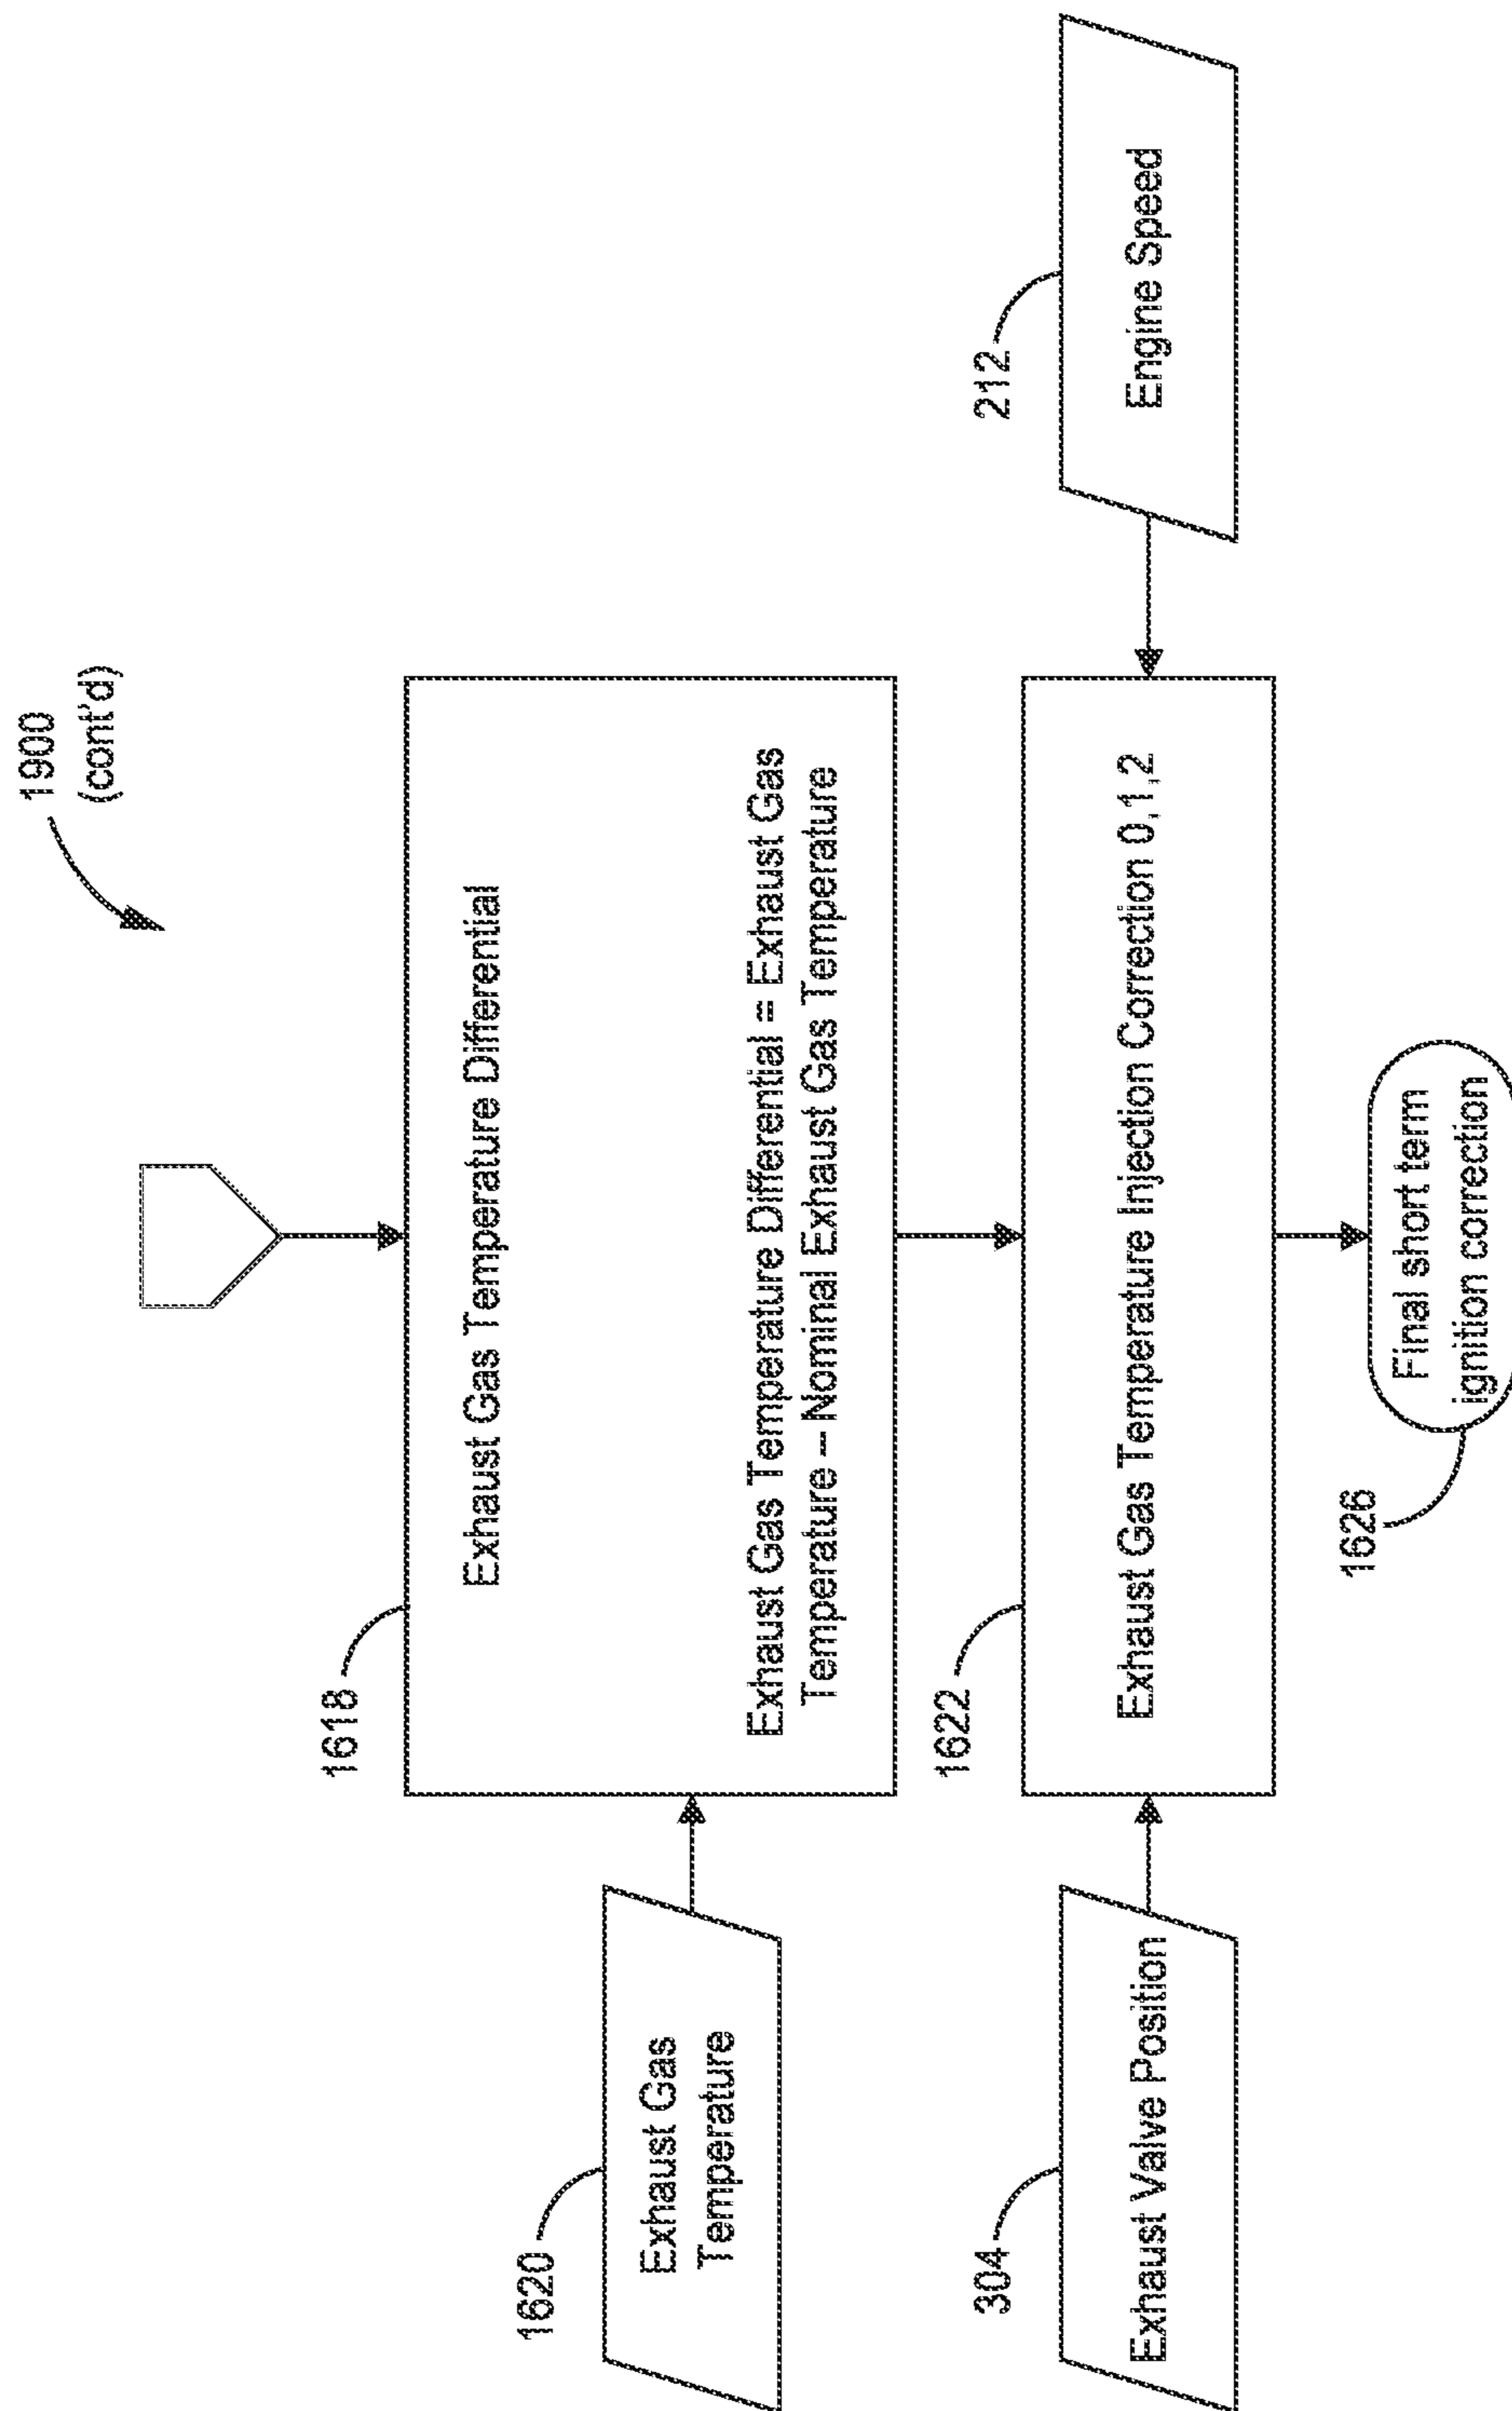 1900
(cont'd)
1618
Exhaust Gas Temperature Differential
Exhaust Gas Temperature Differential = Exhaust Gas
Temperature – Nominal Exhaust Gas Temperature
1620
Exhaust Gas
Temperature
1622
Exhaust Gas Temperature Injection Correction 0,1,2
304
Exhaust Valve Position
212
Engine Speed
1626
Final short term
ignition correction